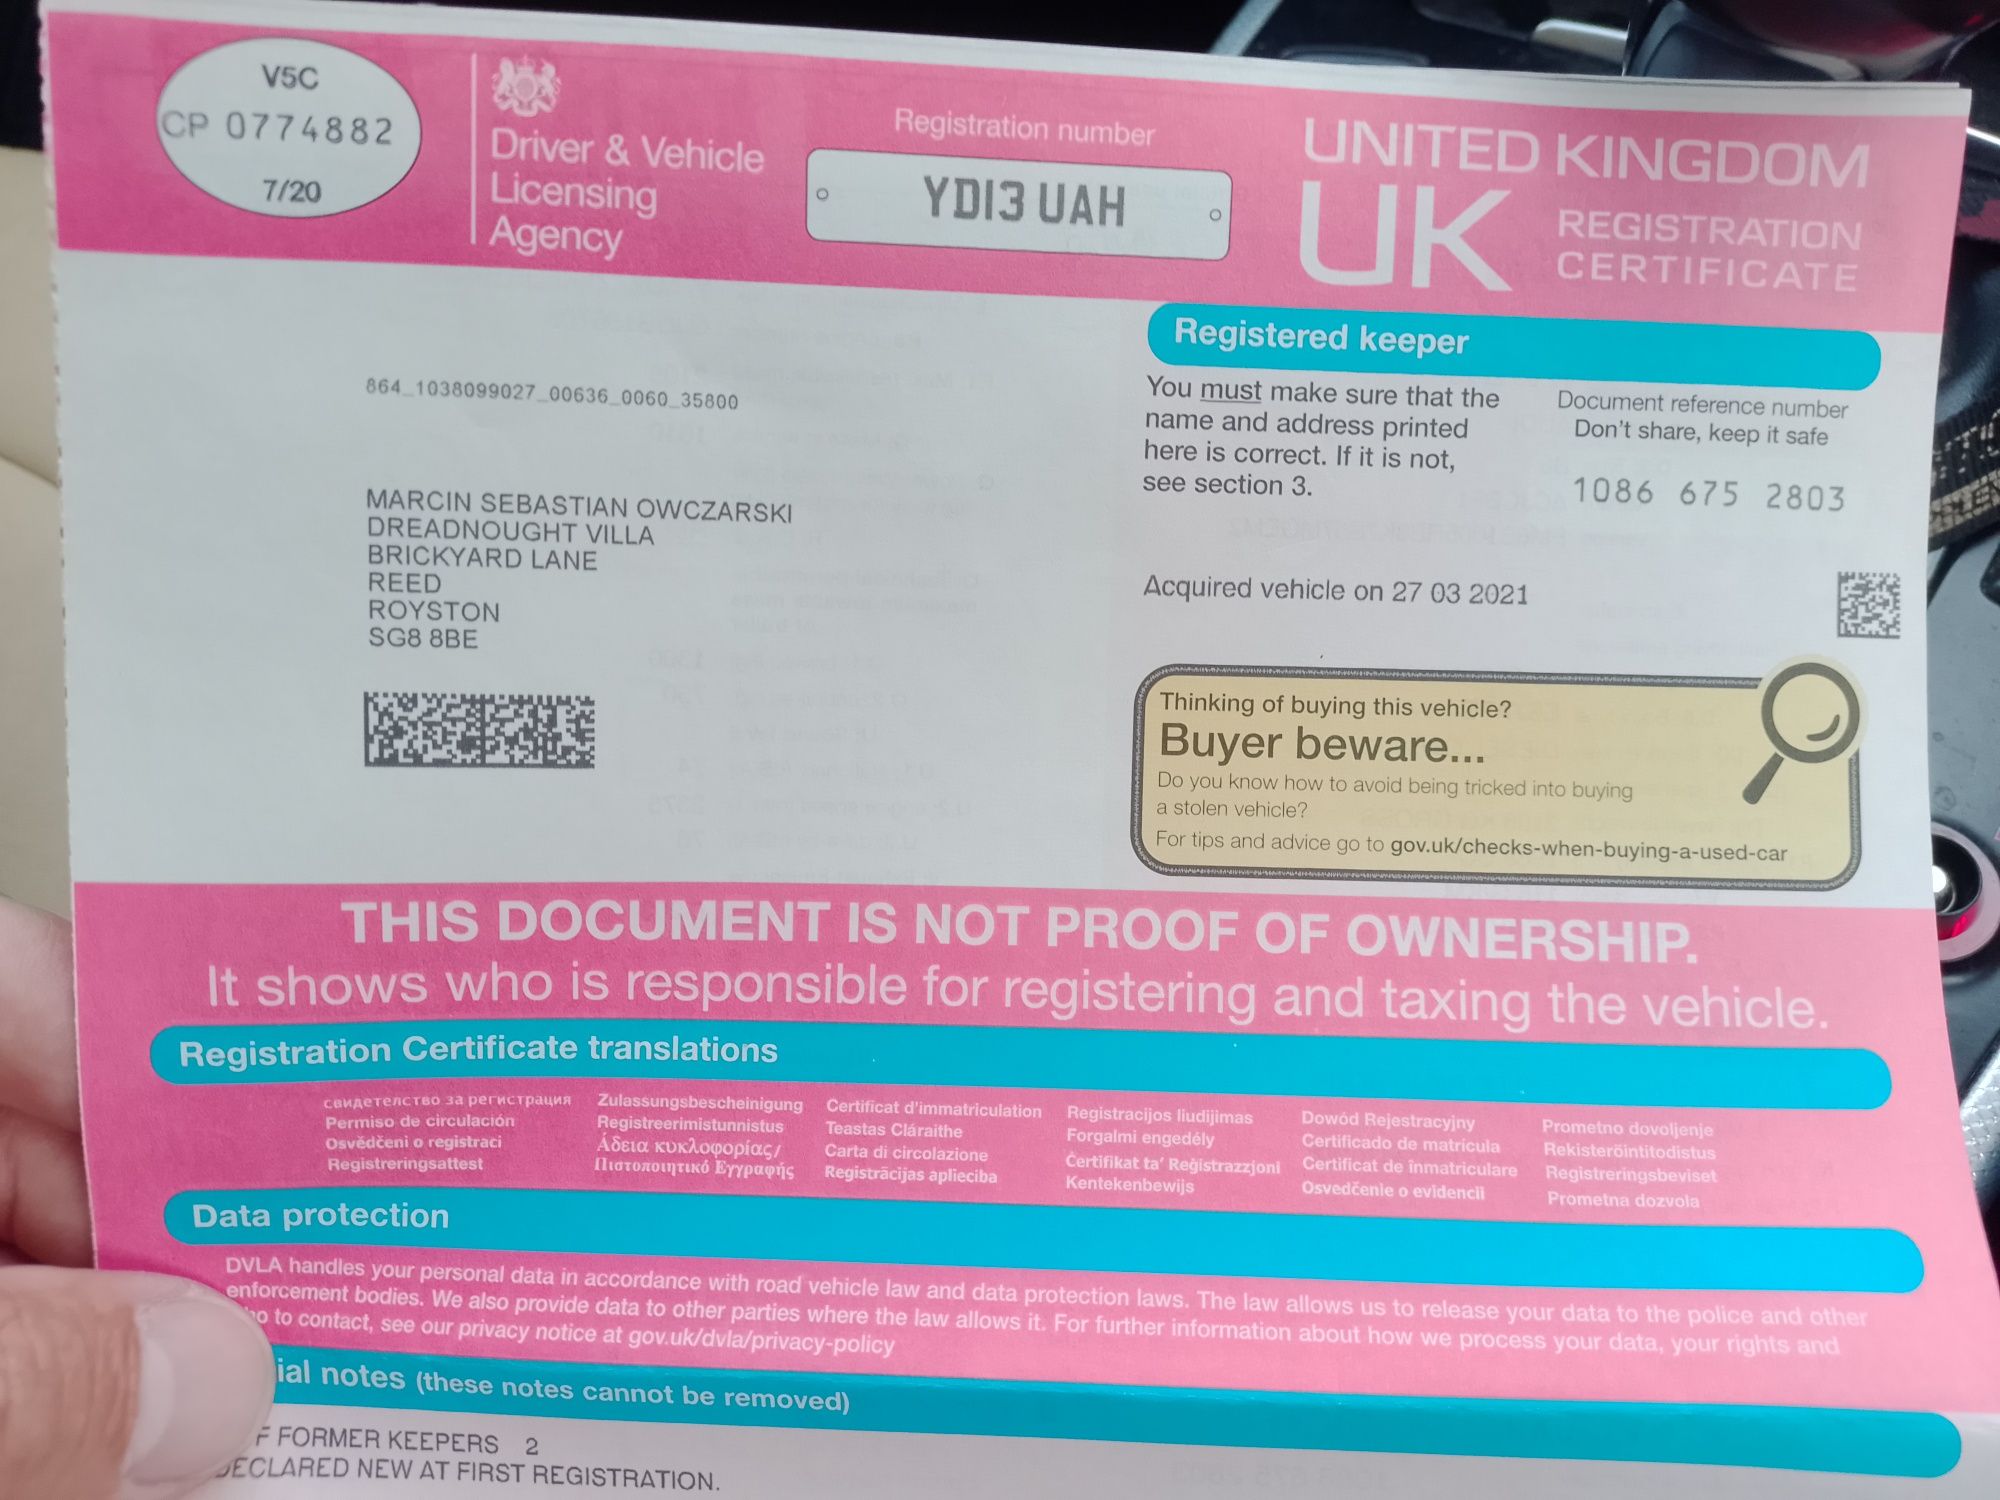 V5C
CP 0774882
7/20
Driver & Vehicle
Licensing
Agency
Registration number
YD13 UAH
UNITED KINGDOM
UK
REGISTRATION
CERTIFICATE
864_1038099027_00636_0060_35800
MARCIN SEBASTIAN OWCZARSKI
DREADNOUGHT VILLA
BRICKYARD LANE
REED
ROYSTON
SG8 8BE
Registered keeper
You must make sure that the
name and address printed
here is correct. If it is not,
see section 3.
Document reference number
Don't share, keep it safe
1086 675 2803
Acquired vehicle on 27 03 2021
Thinking of buying this vehicle?
Buyer beware...
Do you know how to avoid being tricked into buying
a stolen vehicle?
For tips and advice go to gov.uk/checks-when-buying-a-used-car
THIS DOCUMENT IS NOT PROOF OF OWNERSHIP.
It shows who is responsible for registering and taxing the vehicle.
Registration Certificate translations
свидетелство за регистрация
Permiso de circulación
Osvědčeni o registraci
Registreringsattest
Zulassungsbescheinigung
Registreerimistunnistus
Άδεια κυκλοφορίας/
Πιστοποιητικό Εγγραφής
Certificat d'immatriculation
Teastas Cláraithe
Carta di circolazione
Registrācijas apliecība
Registracijos liudijimas
Forgalmi engedély
Ċertifikat ta' Reġistrazzjoni
Kentekenbewijs
Dowód Rejestracyjny
Certificado de matrícula
Certificat de înmatriculare
Osvedčenie o evidencii
Prometno dovoljenje
Rekisteröintitodistus
Registreringsbeviset
Prometna dozvola
Data protection
DVLA handles your personal data in accordance with road vehicle law and data protection laws. The law allows us to release your data to the police and other
enforcement bodies. We also provide data to other parties where the law allows it. For further information about how we process your data, your rights and
to contact, see our privacy notice at gov.uk/dvla/privacy-policy
notes (these notes cannot be removed)
FORMER KEEPERS 2
DECLARED NEW AT FIRST REGISTRATION.